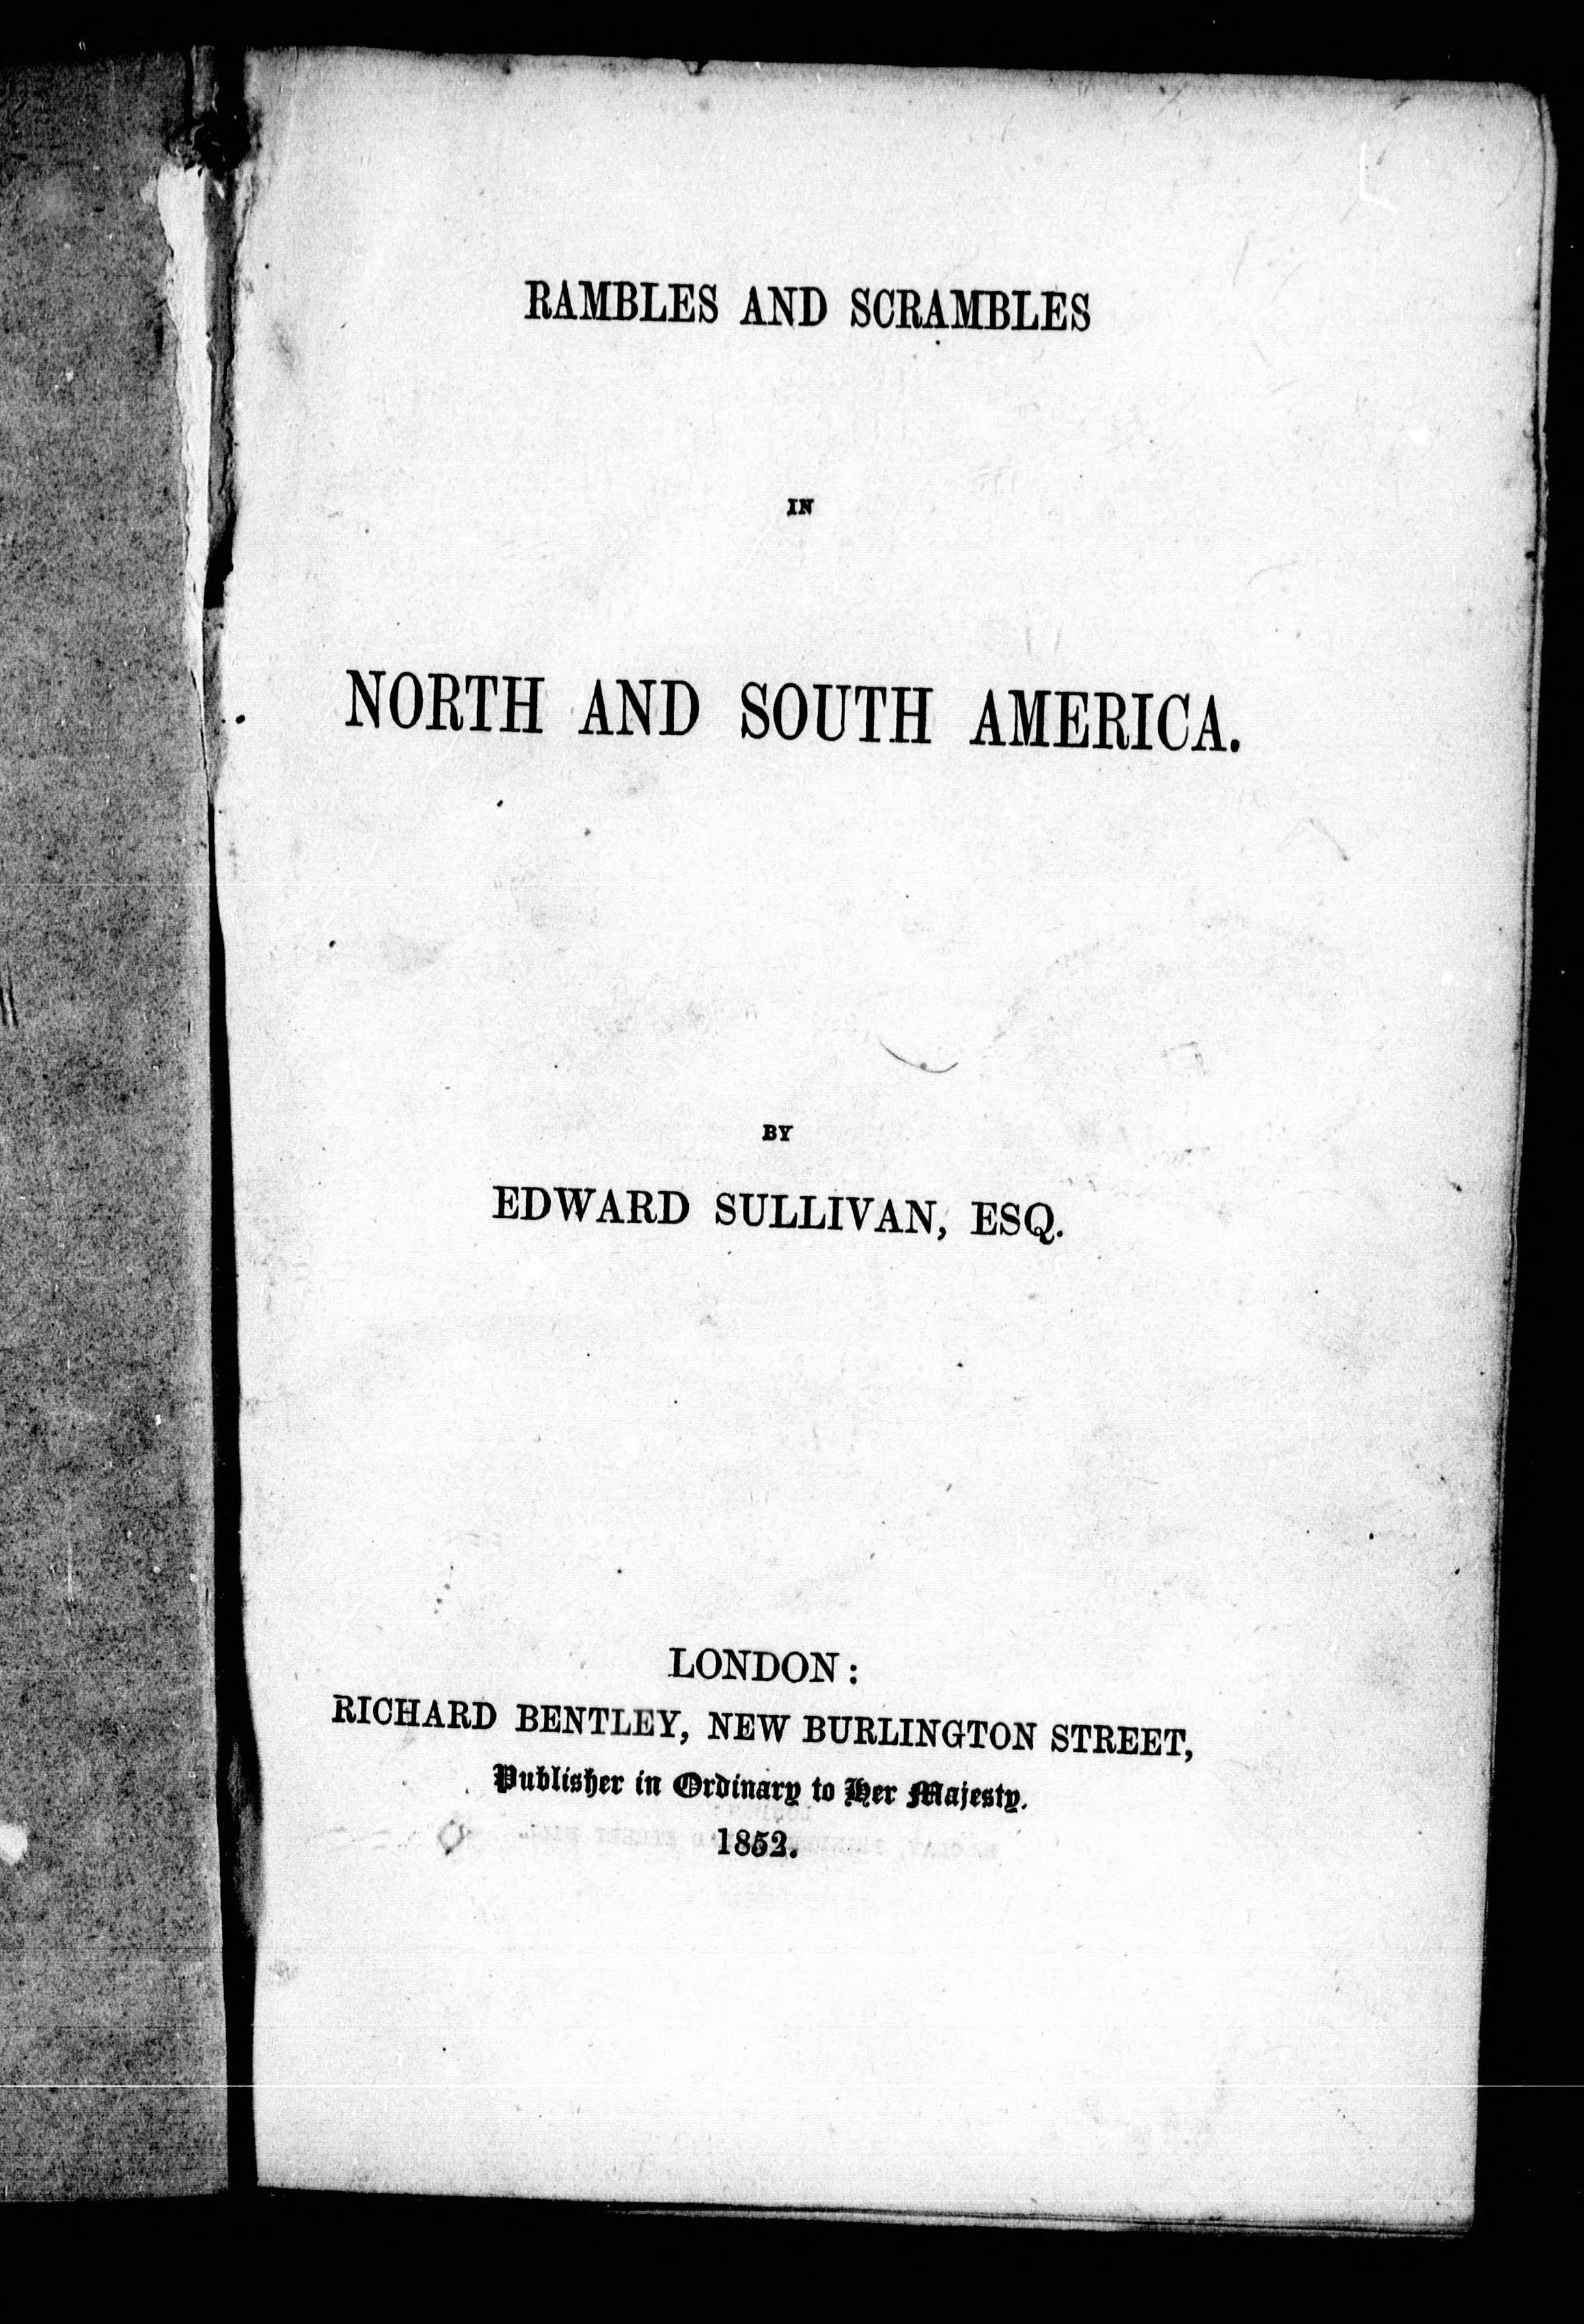 RAMBLES AND SCRAMBLES
IN
NORTH AND SOUTH AMERICA.
BY
EDWARD SULLIVAN, ESQ.
LONDON:
RICHARD BENTLEY, NEW BURLINGTON STREET,
Publisher in Ordinary to Her Majesty.
1852.